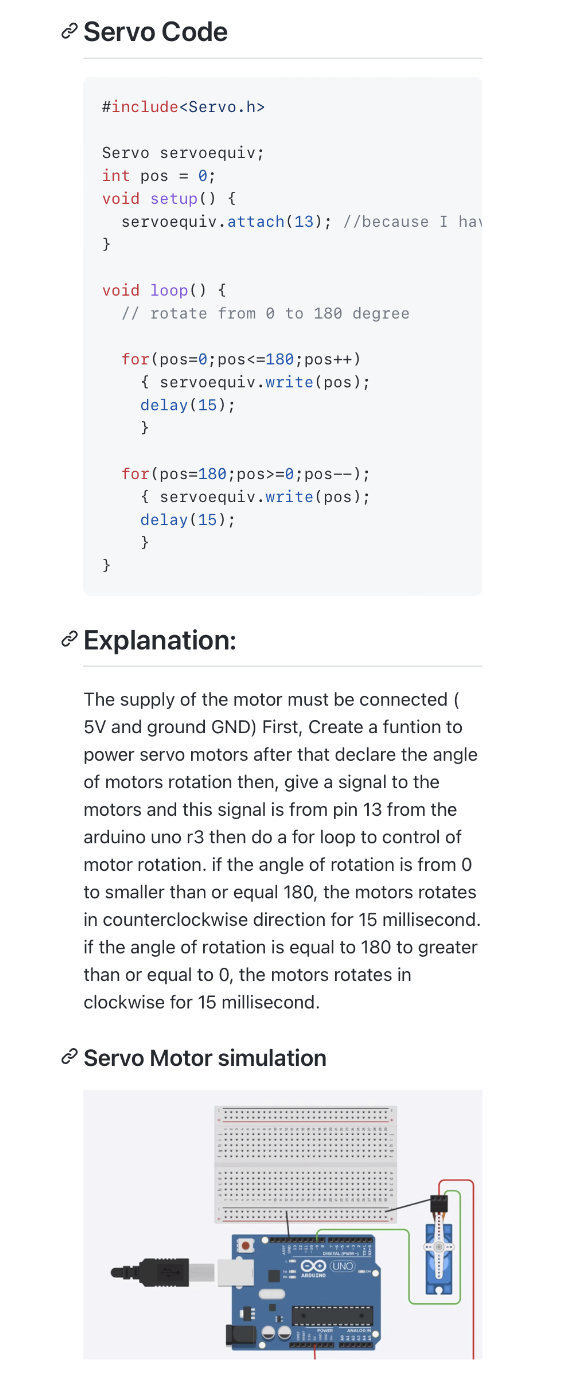 Servo Code
#include<Servo.h>
Servo servoequiv;
int pos = 0;
void setup() {
servoequiv.attach(13); //because I hav
}
void loop() {
// rotate from 0 to 180 degree
for(pos=0;pos<=180;pos++)
{ servoequiv.write(pos);
delay(15);
}
for(pos=180;pos>=0;pos--);
{ servoequiv.write(pos);
delay(15);
}
}
Explanation:
The supply of the motor must be connected (
5V and ground GND) First, Create a funtion to
power servo motors after that declare the angle
of motors rotation then, give a signal to the
motors and this signal is from pin 13 from the
arduino uno r3 then do a for loop to control of
motor rotation. if the angle of rotation is from 0
to smaller than or equal 180, the motors rotates
in counterclockwise direction for 15 millisecond.
if the angle of rotation is equal to 180 to greater
than or equal to 0, the motors rotates in
clockwise for 15 millisecond.
Servo Motor simulation
DIGITAL (PWM~)
UNO
ARDUINO
POWER
ANALOG IN